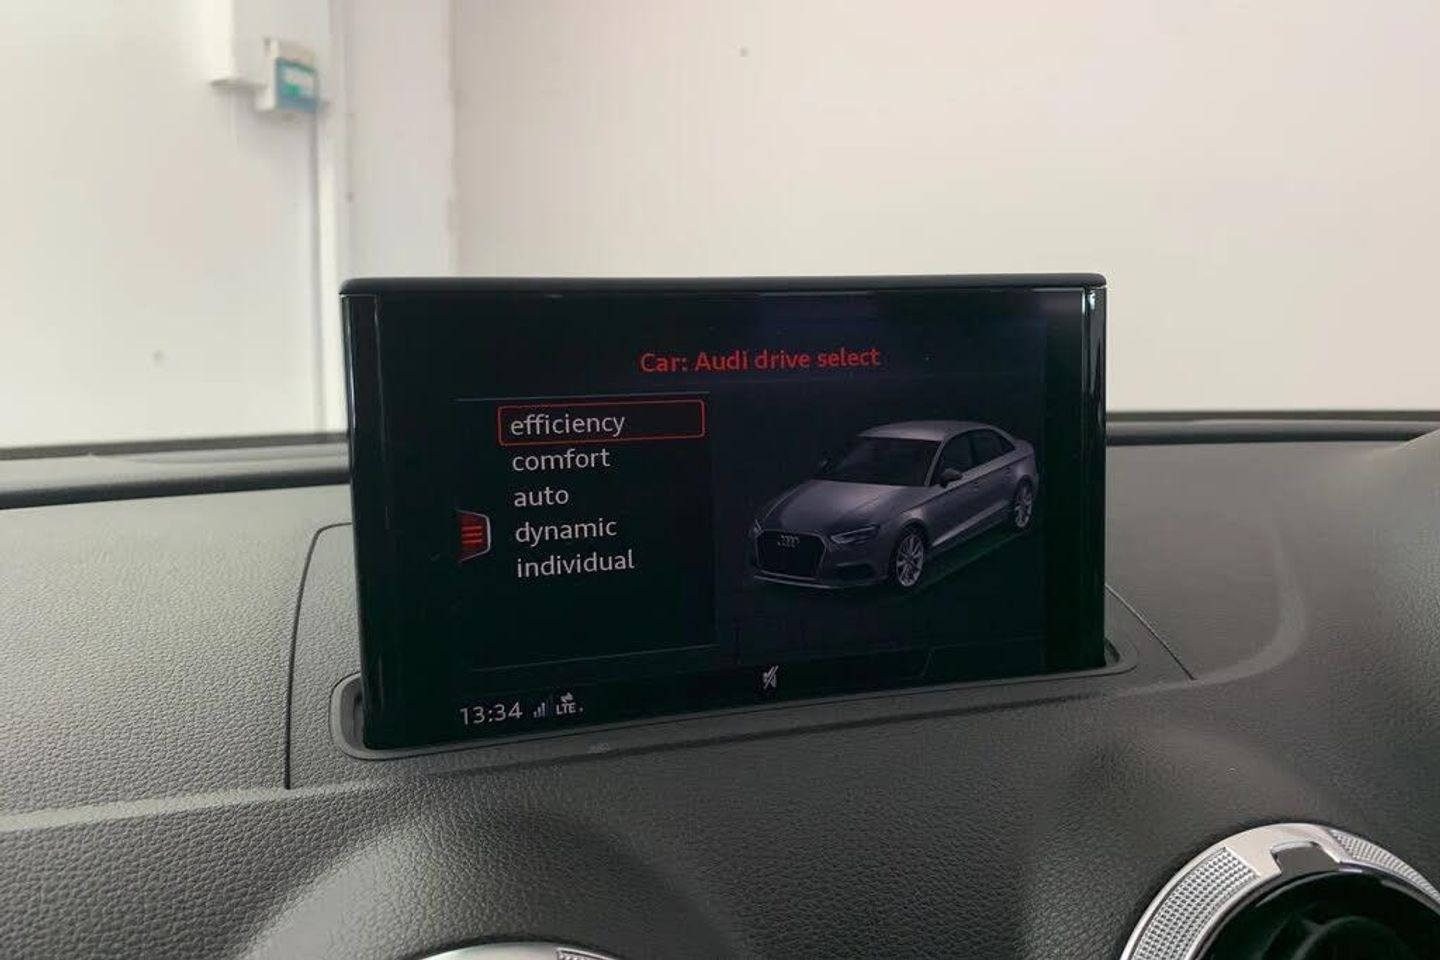 Car: Audi drive select
efficiency
comfort
auto
dynamic
individual
13:34 LTE